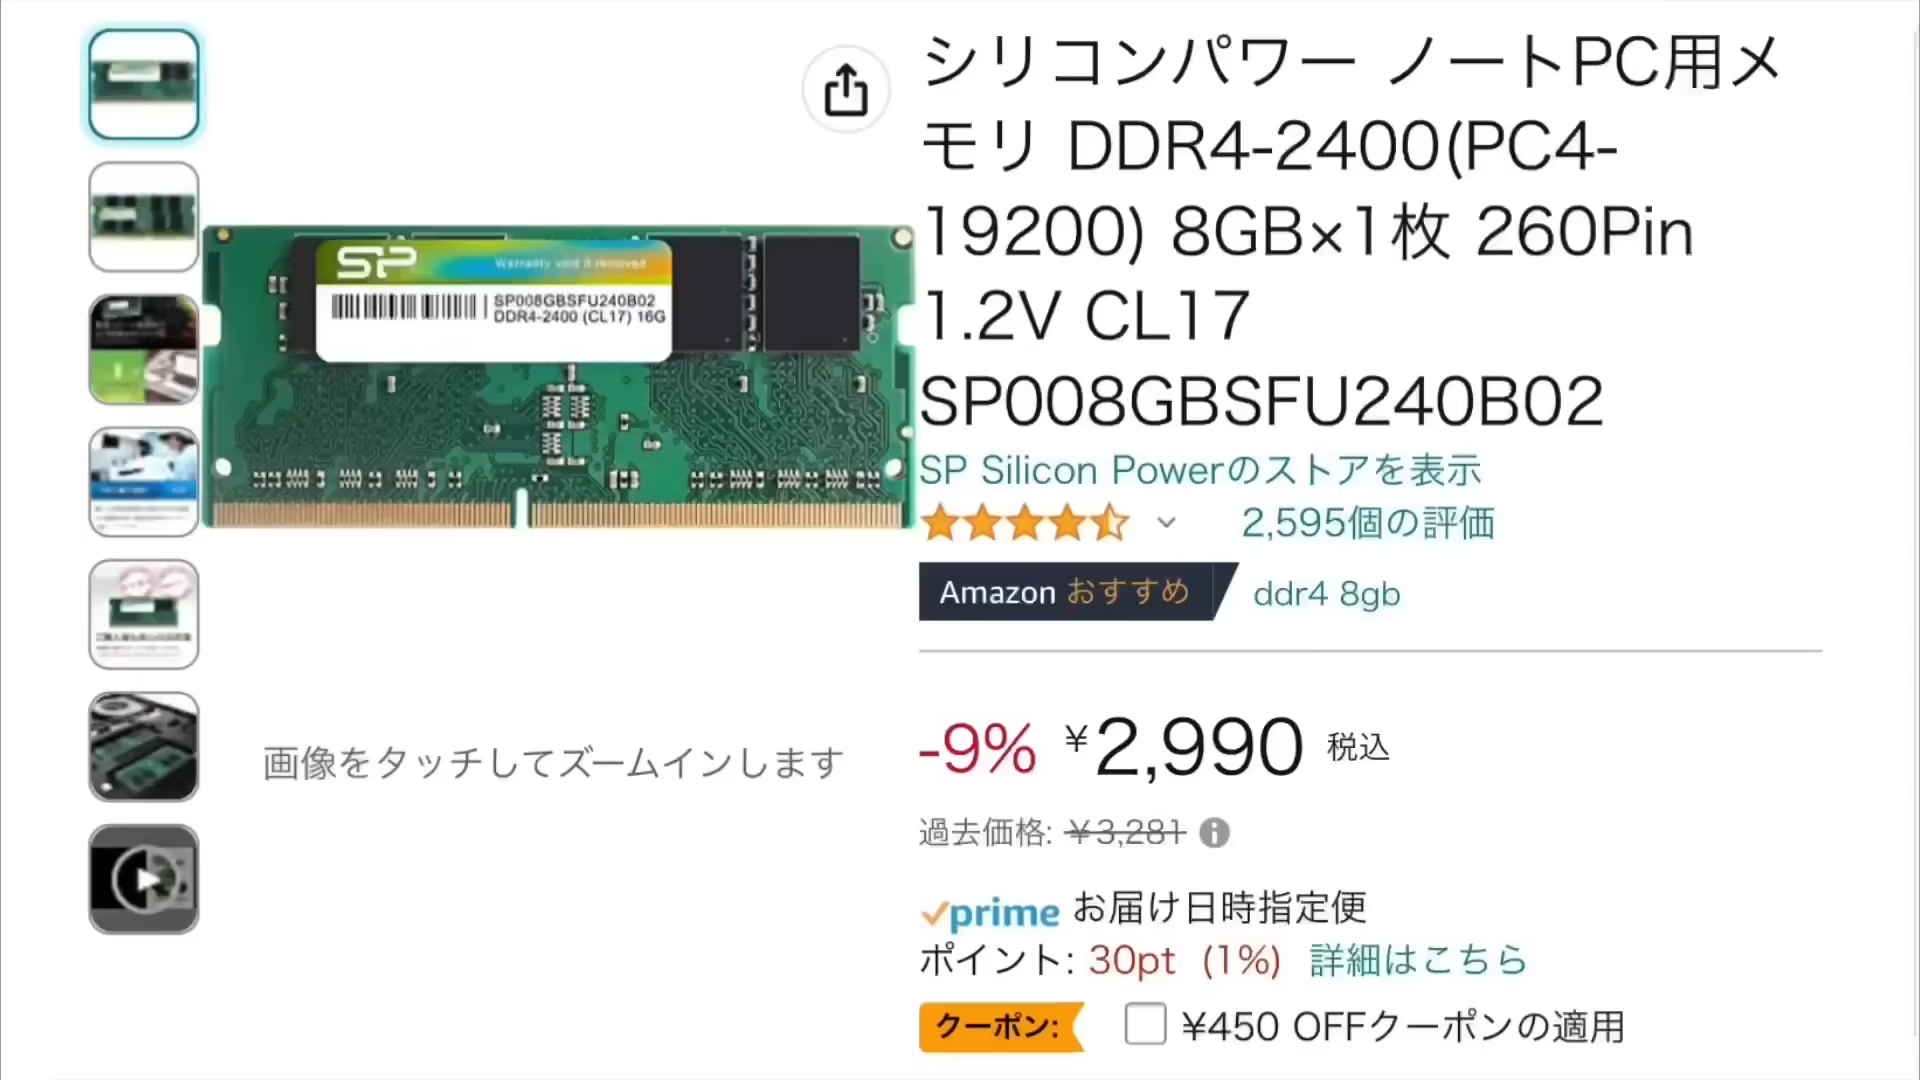 シリコンパワー ノートPC用メ
モリ DDR4-2400(PC4-
19200) 8GB×1枚 260Pin
1.2V CL17
SP008GBSFU240B02
SP Silicon Powerのストアを表示
2,595個の評価
Amazon おすすめ ddr4 8gb
-9% ¥2,990 税込
過去価格: ¥3,281
prime お届け日時指定便
ポイント: 30pt (1%) 詳細はこちら
クーポン: ¥450 OFFクーポンの適用
SP Warranty void if removed
SP008GBSFU240B02
DDR4-2400 (CL17) 16G
画像をタッチしてズームインします